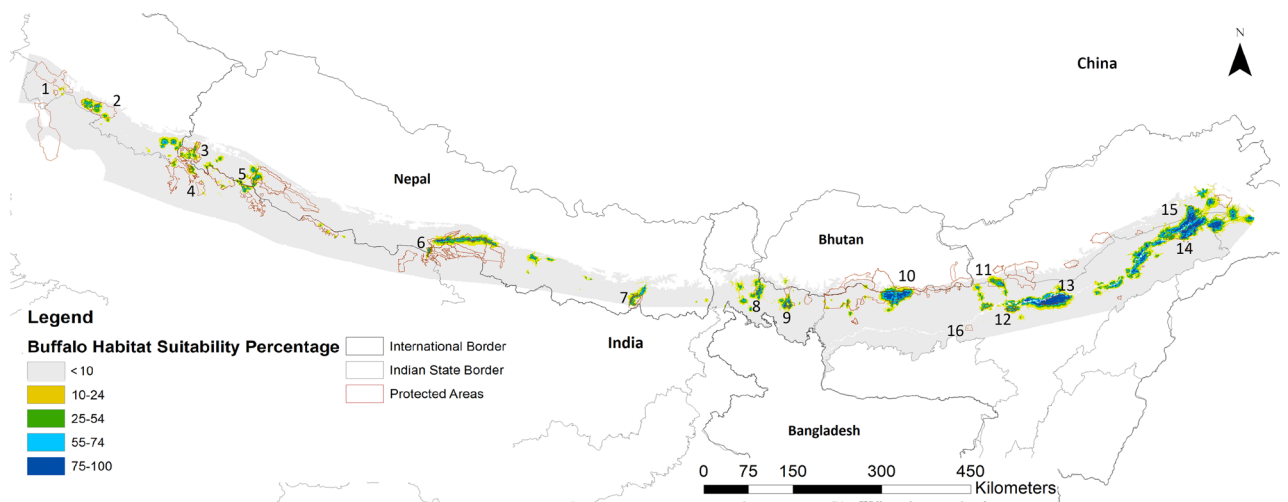 N
China
1
2
3
4
5
Nepal
6
7
8
9
Bhutan
10
11
12
13
14
15
16
India
Bangladesh
Legend
Buffalo Habitat Suitability Percentage
< 10
10-24
25-54
55-74
75-100
International Border
Indian State Border
Protected Areas
0 75 150 300 450
Kilometers